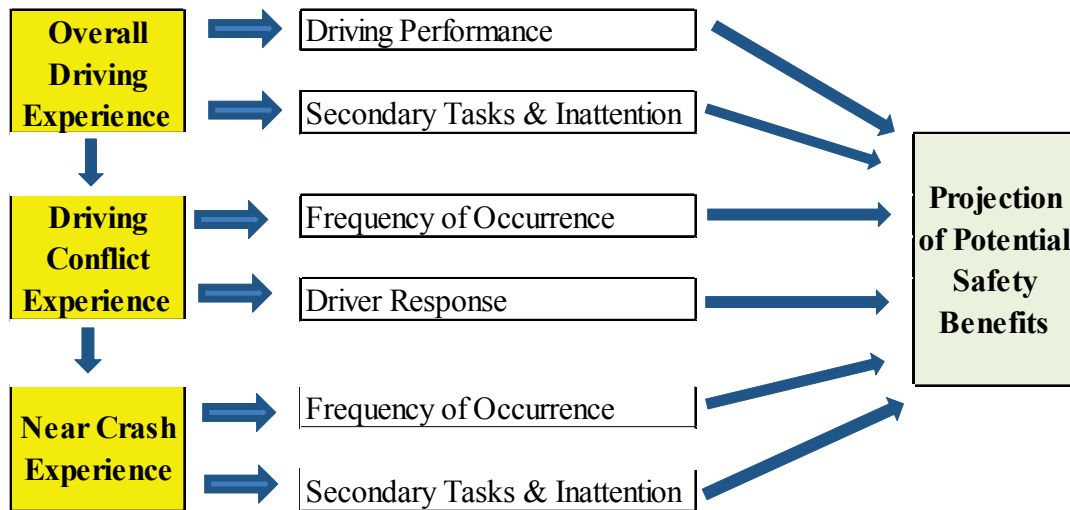 Overall
Driving
Experience
Driving Performance
Secondary Tasks & Inattention
Driving
Conflict
Experience
Frequency of Occurrence
Driver Response
Near Crash
Experience
Frequency of Occurrence
Secondary Tasks & Inattention
Projection
of Potential
Safety
Benefits